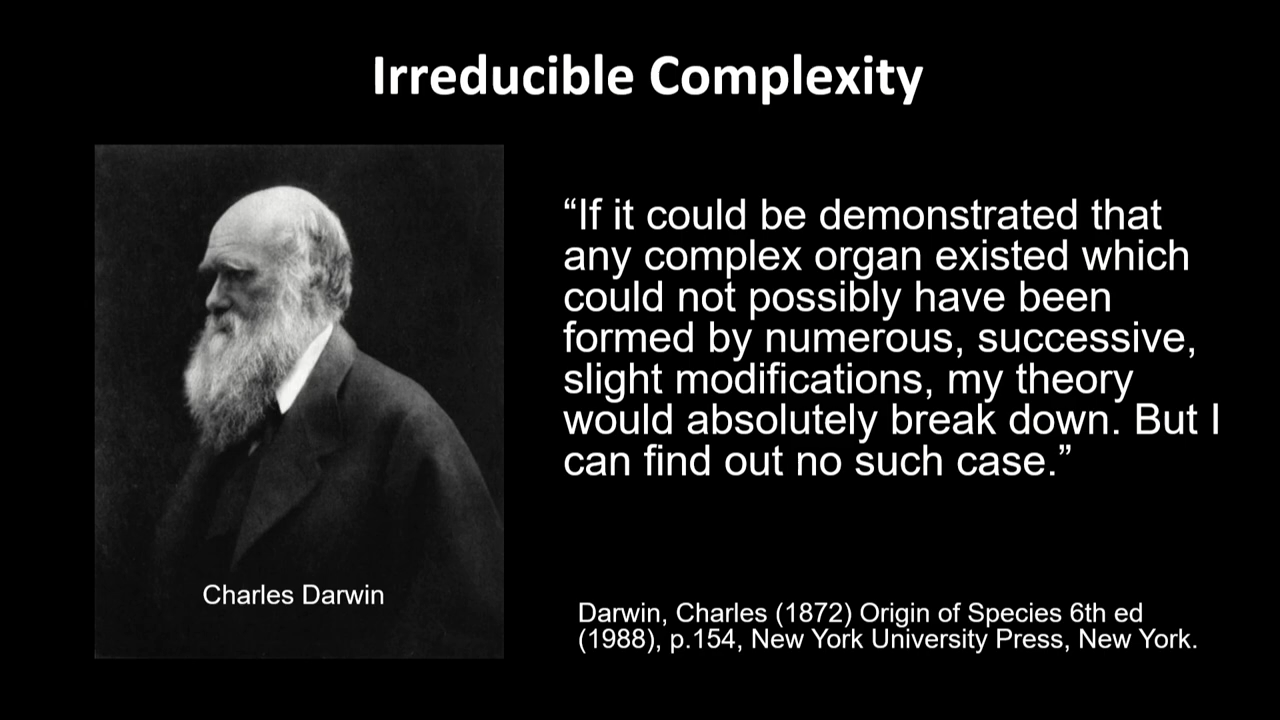 Irreducible Complexity
“If it could be demonstrated that
any complex organ existed which
could not possibly have been
formed by numerous, successive,
slight modifications, my theory
would absolutely break down. But I
can find out no such case.”
Charles Darwin
Darwin, Charles (1872) Origin of Species 6th ed
(1988), p.154, New York University Press, New York.